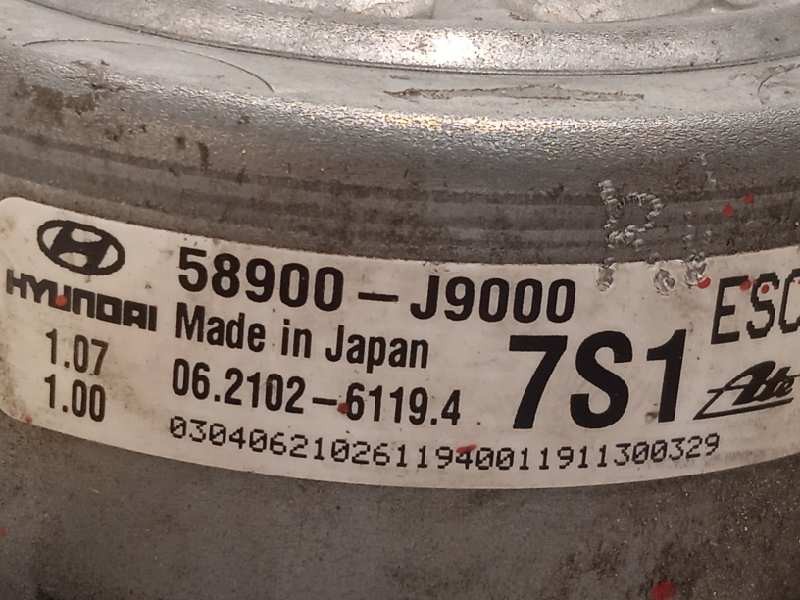 HYUNDAI
58900-J9000
ESC
Made in Japan
7S1
1.07
06.2102-6119.4
Ate
1.00
0304062102611940011911300329